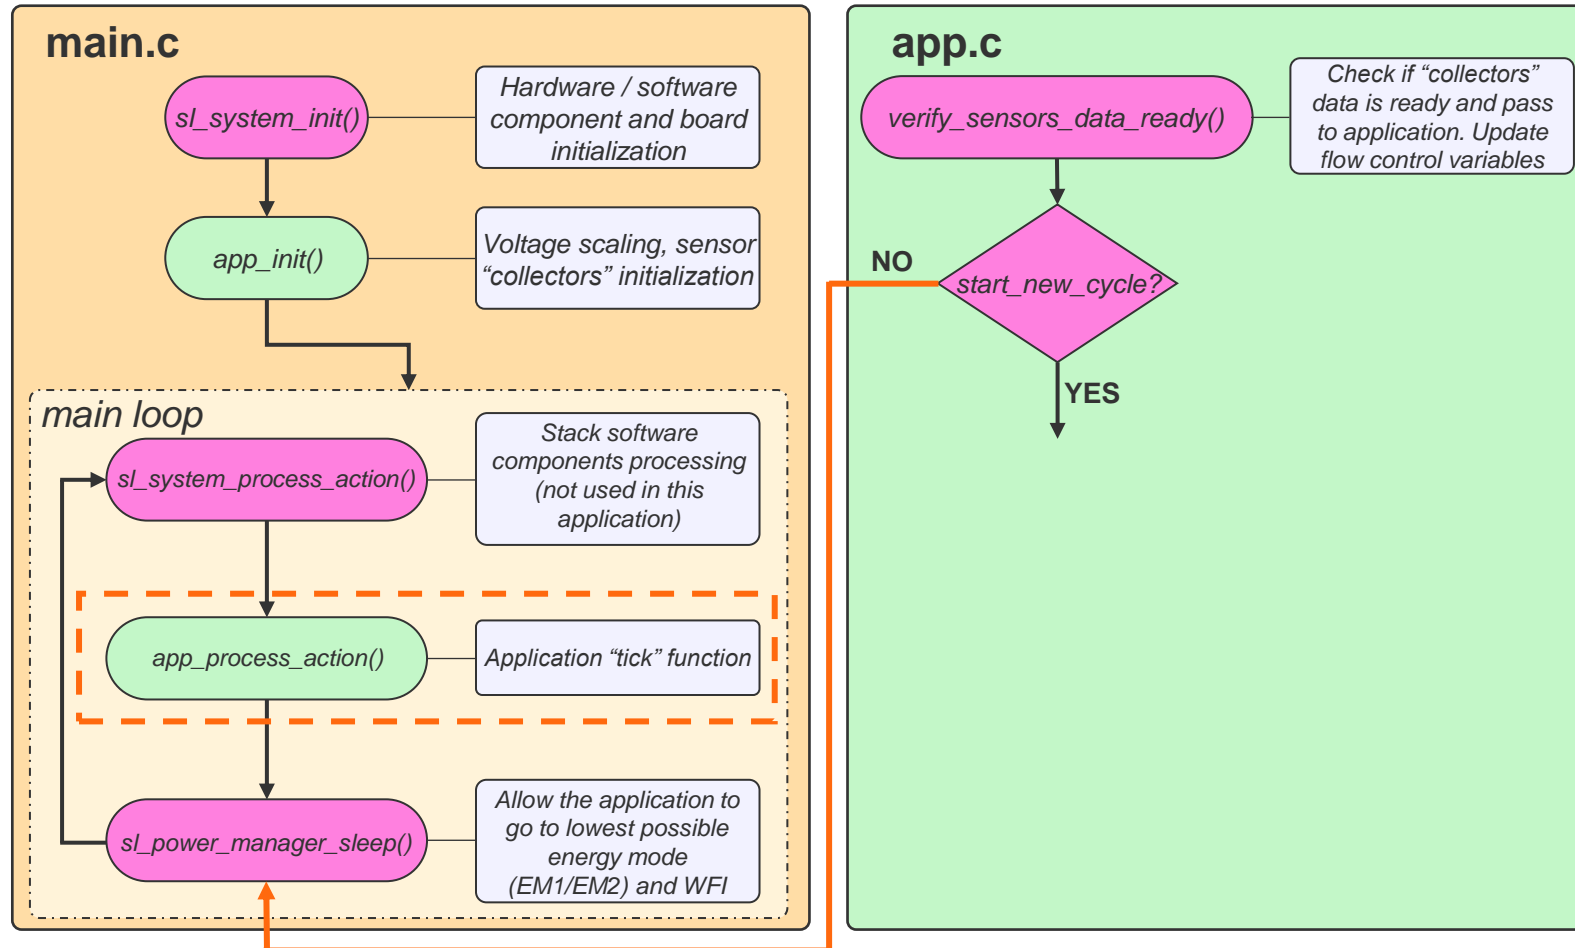 main.c
sl_system_init()
Hardware / software
component and board
initialization
app_init()
Voltage scaling, sensor
“collectors” initialization
main loop
sl_system_process_action()
Stack software
components processing
(not used in this
application)
app_process_action()
Application “tick” function
sl_power_manager_sleep()
Allow the application to
go to lowest possible
energy mode
(EM1/EM2) and WFI
app.c
verify_sensors_data_ready()
Check if “collectors”
data is ready and pass
to application. Update
flow control variables
NO
start_new_cycle?
YES